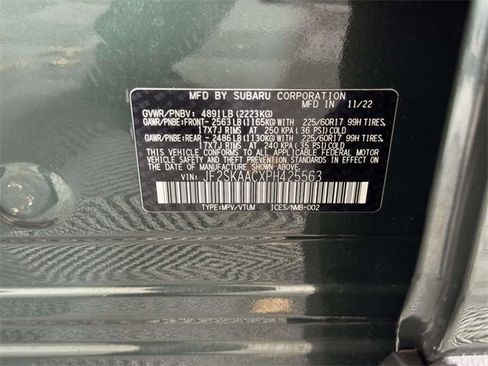 MFD BY SUBARU CORPORATION 11/22
GVWR/PNBV: 4891LB (2223KG)
GAWR/PNBE:FRONT- 2563LB(1165KG)WITH 225/60R17 99H TIRES,
17X7J RIMS AT 250 KPA(36 PSI)COLD
GAWR/PNBE:REAR - 2486LB(1130KG)WITH 225/60R17 99H TIRES,
17X7J RIMS AT 240 KPA(35 PSI)COLD
THIS VEHICLE CONFORMS TO ALL APPLICABLE FEDERAL MOTOR
VEHICLE SAFETY AND THEFT PREVENTION STANDARDS IN EFFECT ON THE
DATE OF MANUFACTURE SHOWN ABOVE.
VIN: JF2SKAACXPH425563
TYPE:MPV/VTUM ICES/NMB-002